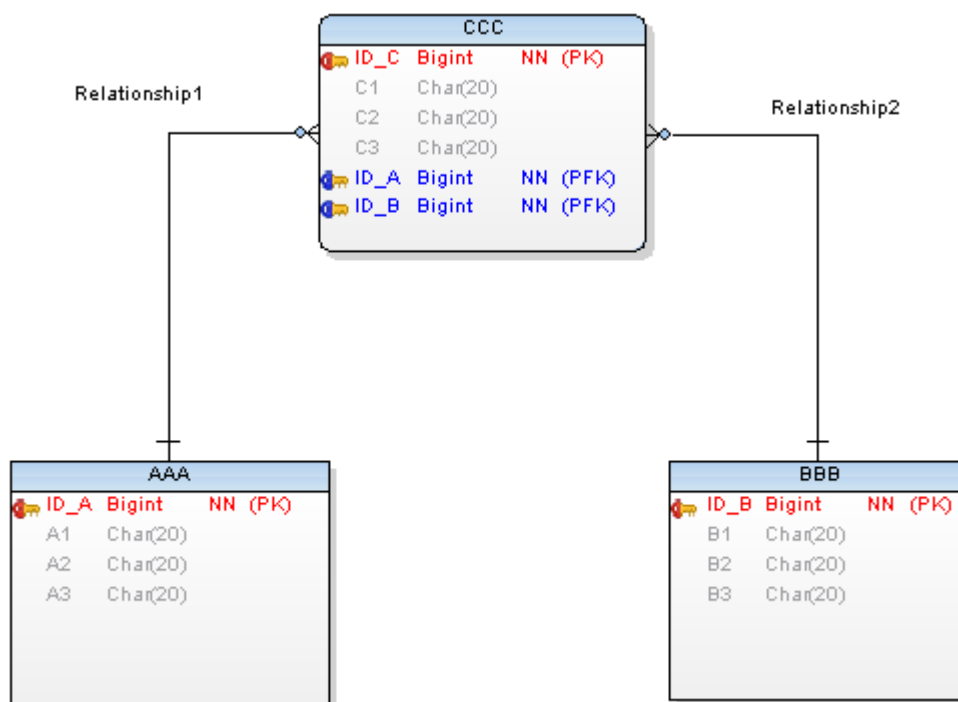 CCC
ID_C Bigint NN (PK)
C1 Char(20)
C2 Char(20)
C3 Char(20)
ID_A Bigint NN (PFK)
ID_B Bigint NN (PFK)
Relationship1
Relationship2
AAA
ID_A Bigint NN (PK)
A1 Char(20)
A2 Char(20)
A3 Char(20)
BBB
ID_B Bigint NN (PK)
B1 Char(20)
B2 Char(20)
B3 Char(20)